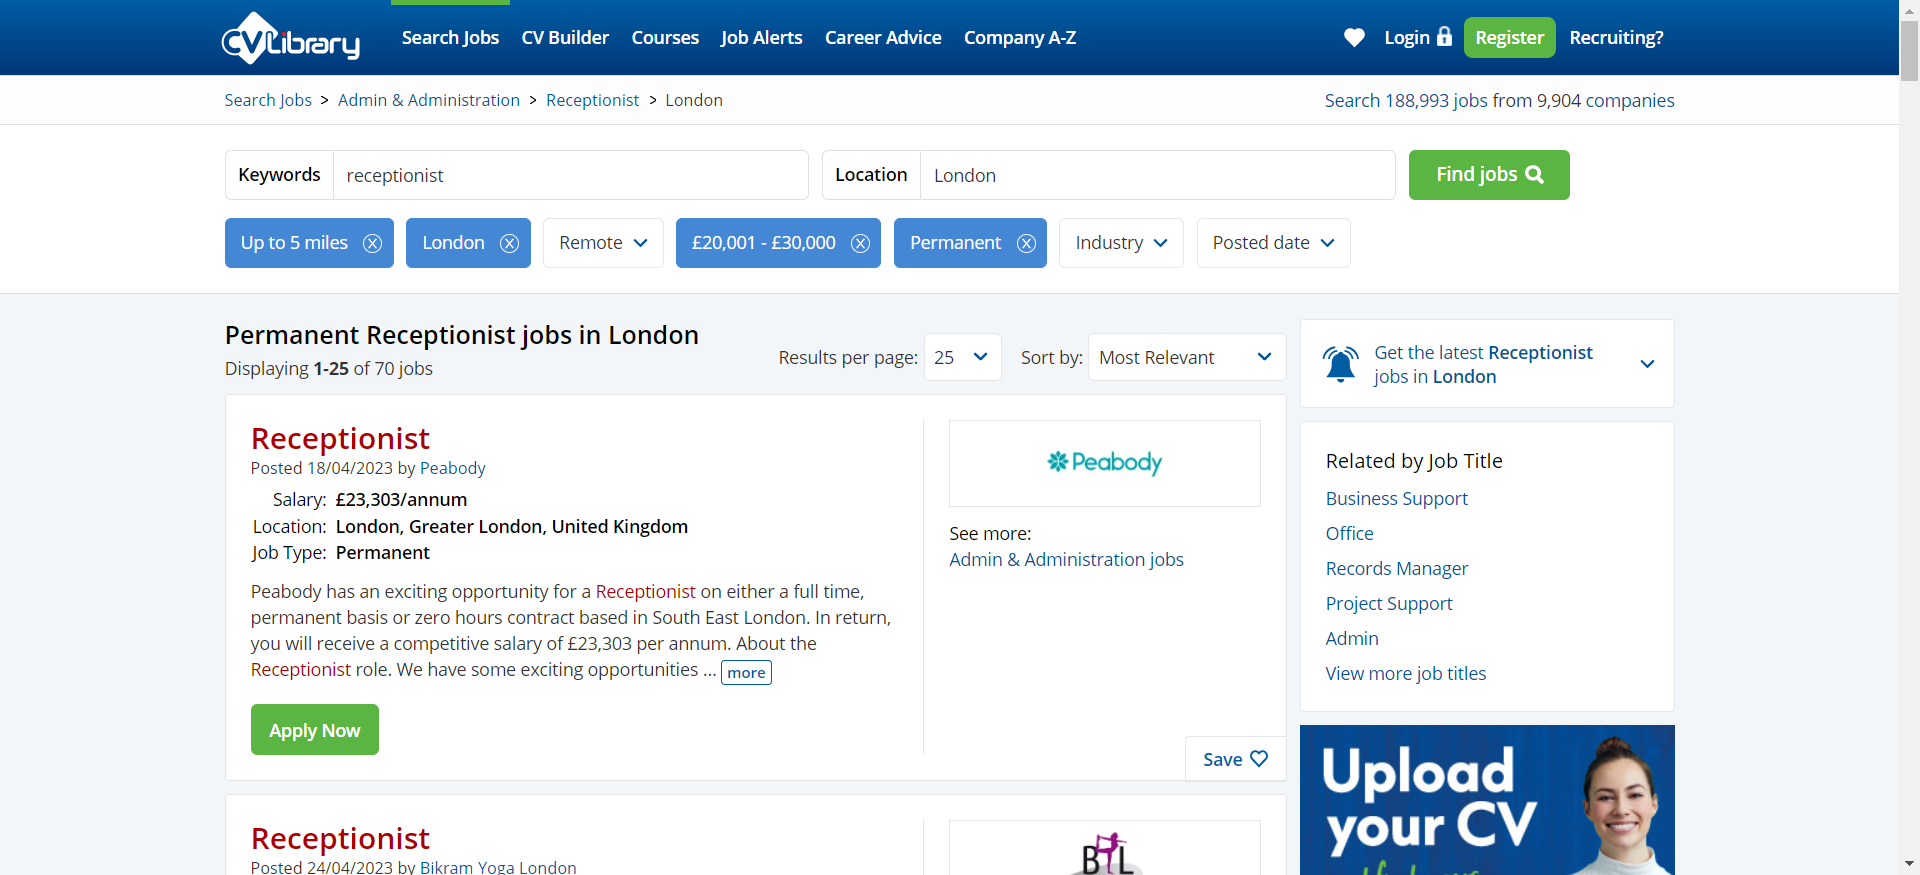 CVLibrary
Search Jobs CV Builder Courses Job Alerts Career Advice Company A-Z Login Register Recruiting?
Search Jobs > Admin & Administration > Receptionist > London Search 188,993 jobs from 9,904 companies
Keywords receptionist Location London Find jobs
Up to 5 miles London Remote £20,001 - £30,000 Permanent Industry Posted date
Permanent Receptionist jobs in London
Displaying 1-25 of 70 jobs
Results per page: 25 Sort by: Most Relevant
Receptionist
Posted 18/04/2023 by Peabody
Salary: £23,303/annum
Location: London, Greater London, United Kingdom
Job Type: Permanent
Peabody has an exciting opportunity for a Receptionist on either a full time,
permanent basis or zero hours contract based in South East London. In return,
you will receive a competitive salary of £23,303 per annum. About the
Receptionist role. We have some exciting opportunities ... more
Apply Now
Peabody
See more:
Admin & Administration jobs
Save
Receptionist
Posted 24/04/2023 by Bikram Yoga London
BYL
Get the latest Receptionist
jobs in London
Related by Job Title
Business Support
Office
Records Manager
Project Support
Admin
View more job titles
Upload
your CV